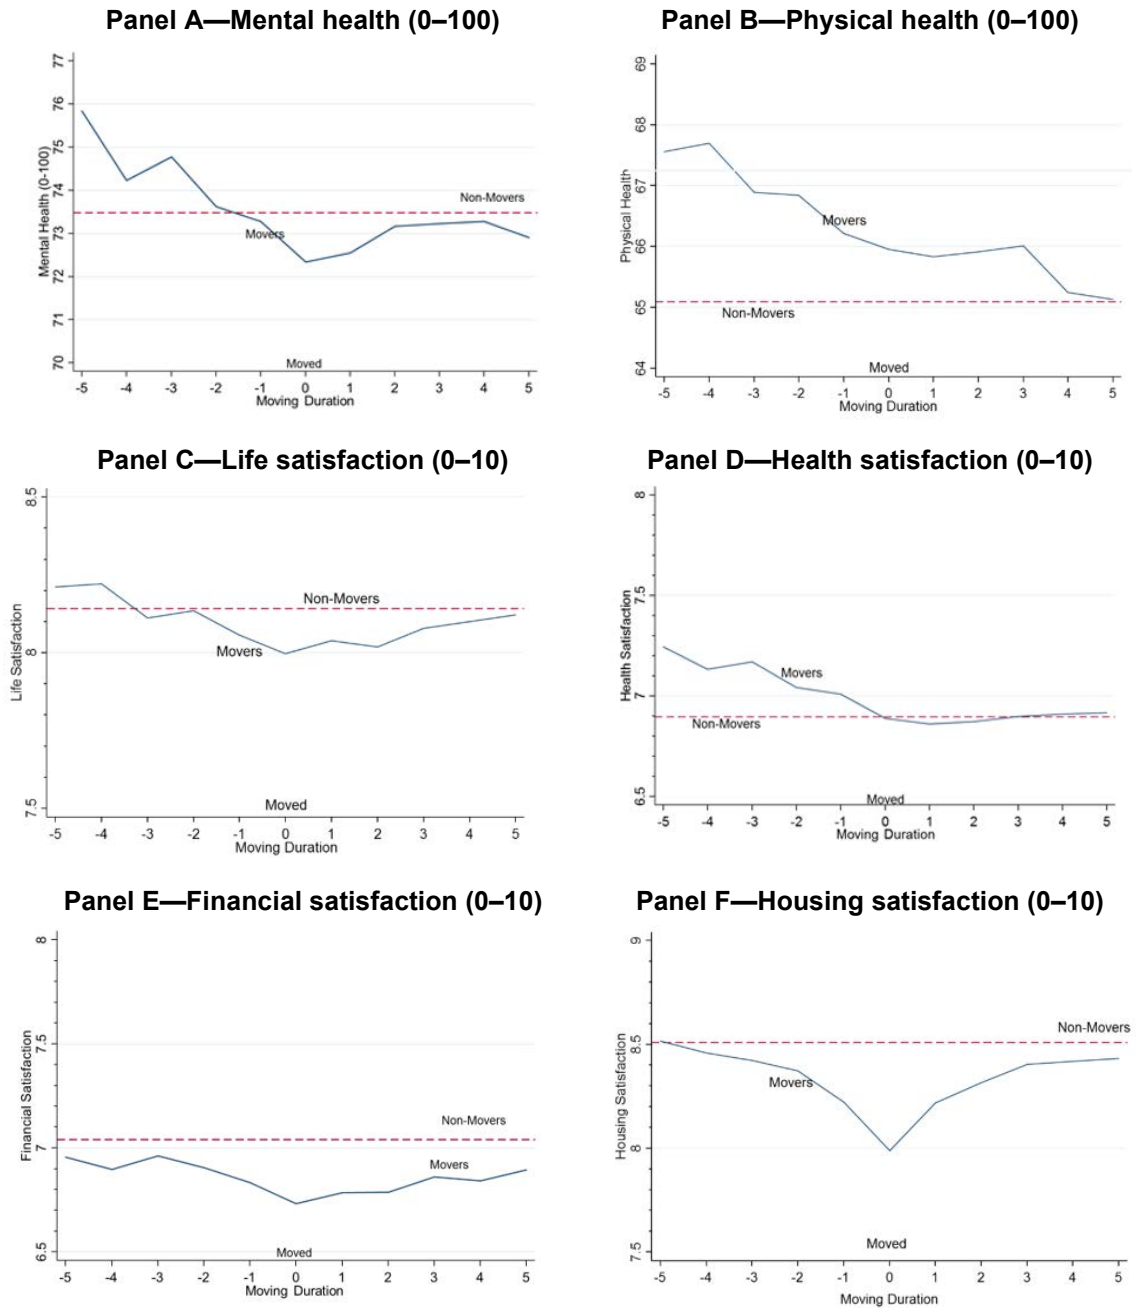 Panel A—Mental health (0–100)
77
76
75
74
73
72
71
70
Mental Health (0-100)
Non-Movers
Movers
Moved
-5 -4 -3 -2 -1 0 1 2 3 4 5
Moving Duration
Panel B—Physical health (0–100)
69
68
67
66
65
64
Physical Health
Movers
Non-Movers
Moved
-5 -4 -3 -2 -1 0 1 2 3 4 5
Moving Duration
Panel C—Life satisfaction (0–10)
8.5
8
7.5
Life Satisfaction
Non-Movers
Movers
Moved
-5 -4 -3 -2 -1 0 1 2 3 4 5
Moving Duration
Panel D—Health satisfaction (0–10)
8
7.5
7
6.5
Health Satisfaction
Movers
Non-Movers
Moved
-5 -4 -3 -2 -1 0 1 2 3 4 5
Moving Duration
Panel E—Financial satisfaction (0–10)
8
7.5
7
6.5
Financial Satisfaction
Non-Movers
Movers
Moved
-5 -4 -3 -2 -1 0 1 2 3 4 5
Moving Duration
Panel F—Housing satisfaction (0–10)
9
8.5
8
7.5
Housing Satisfaction
Non-Movers
Movers
Moved
-5 -4 -3 -2 -1 0 1 2 3 4 5
Moving Duration